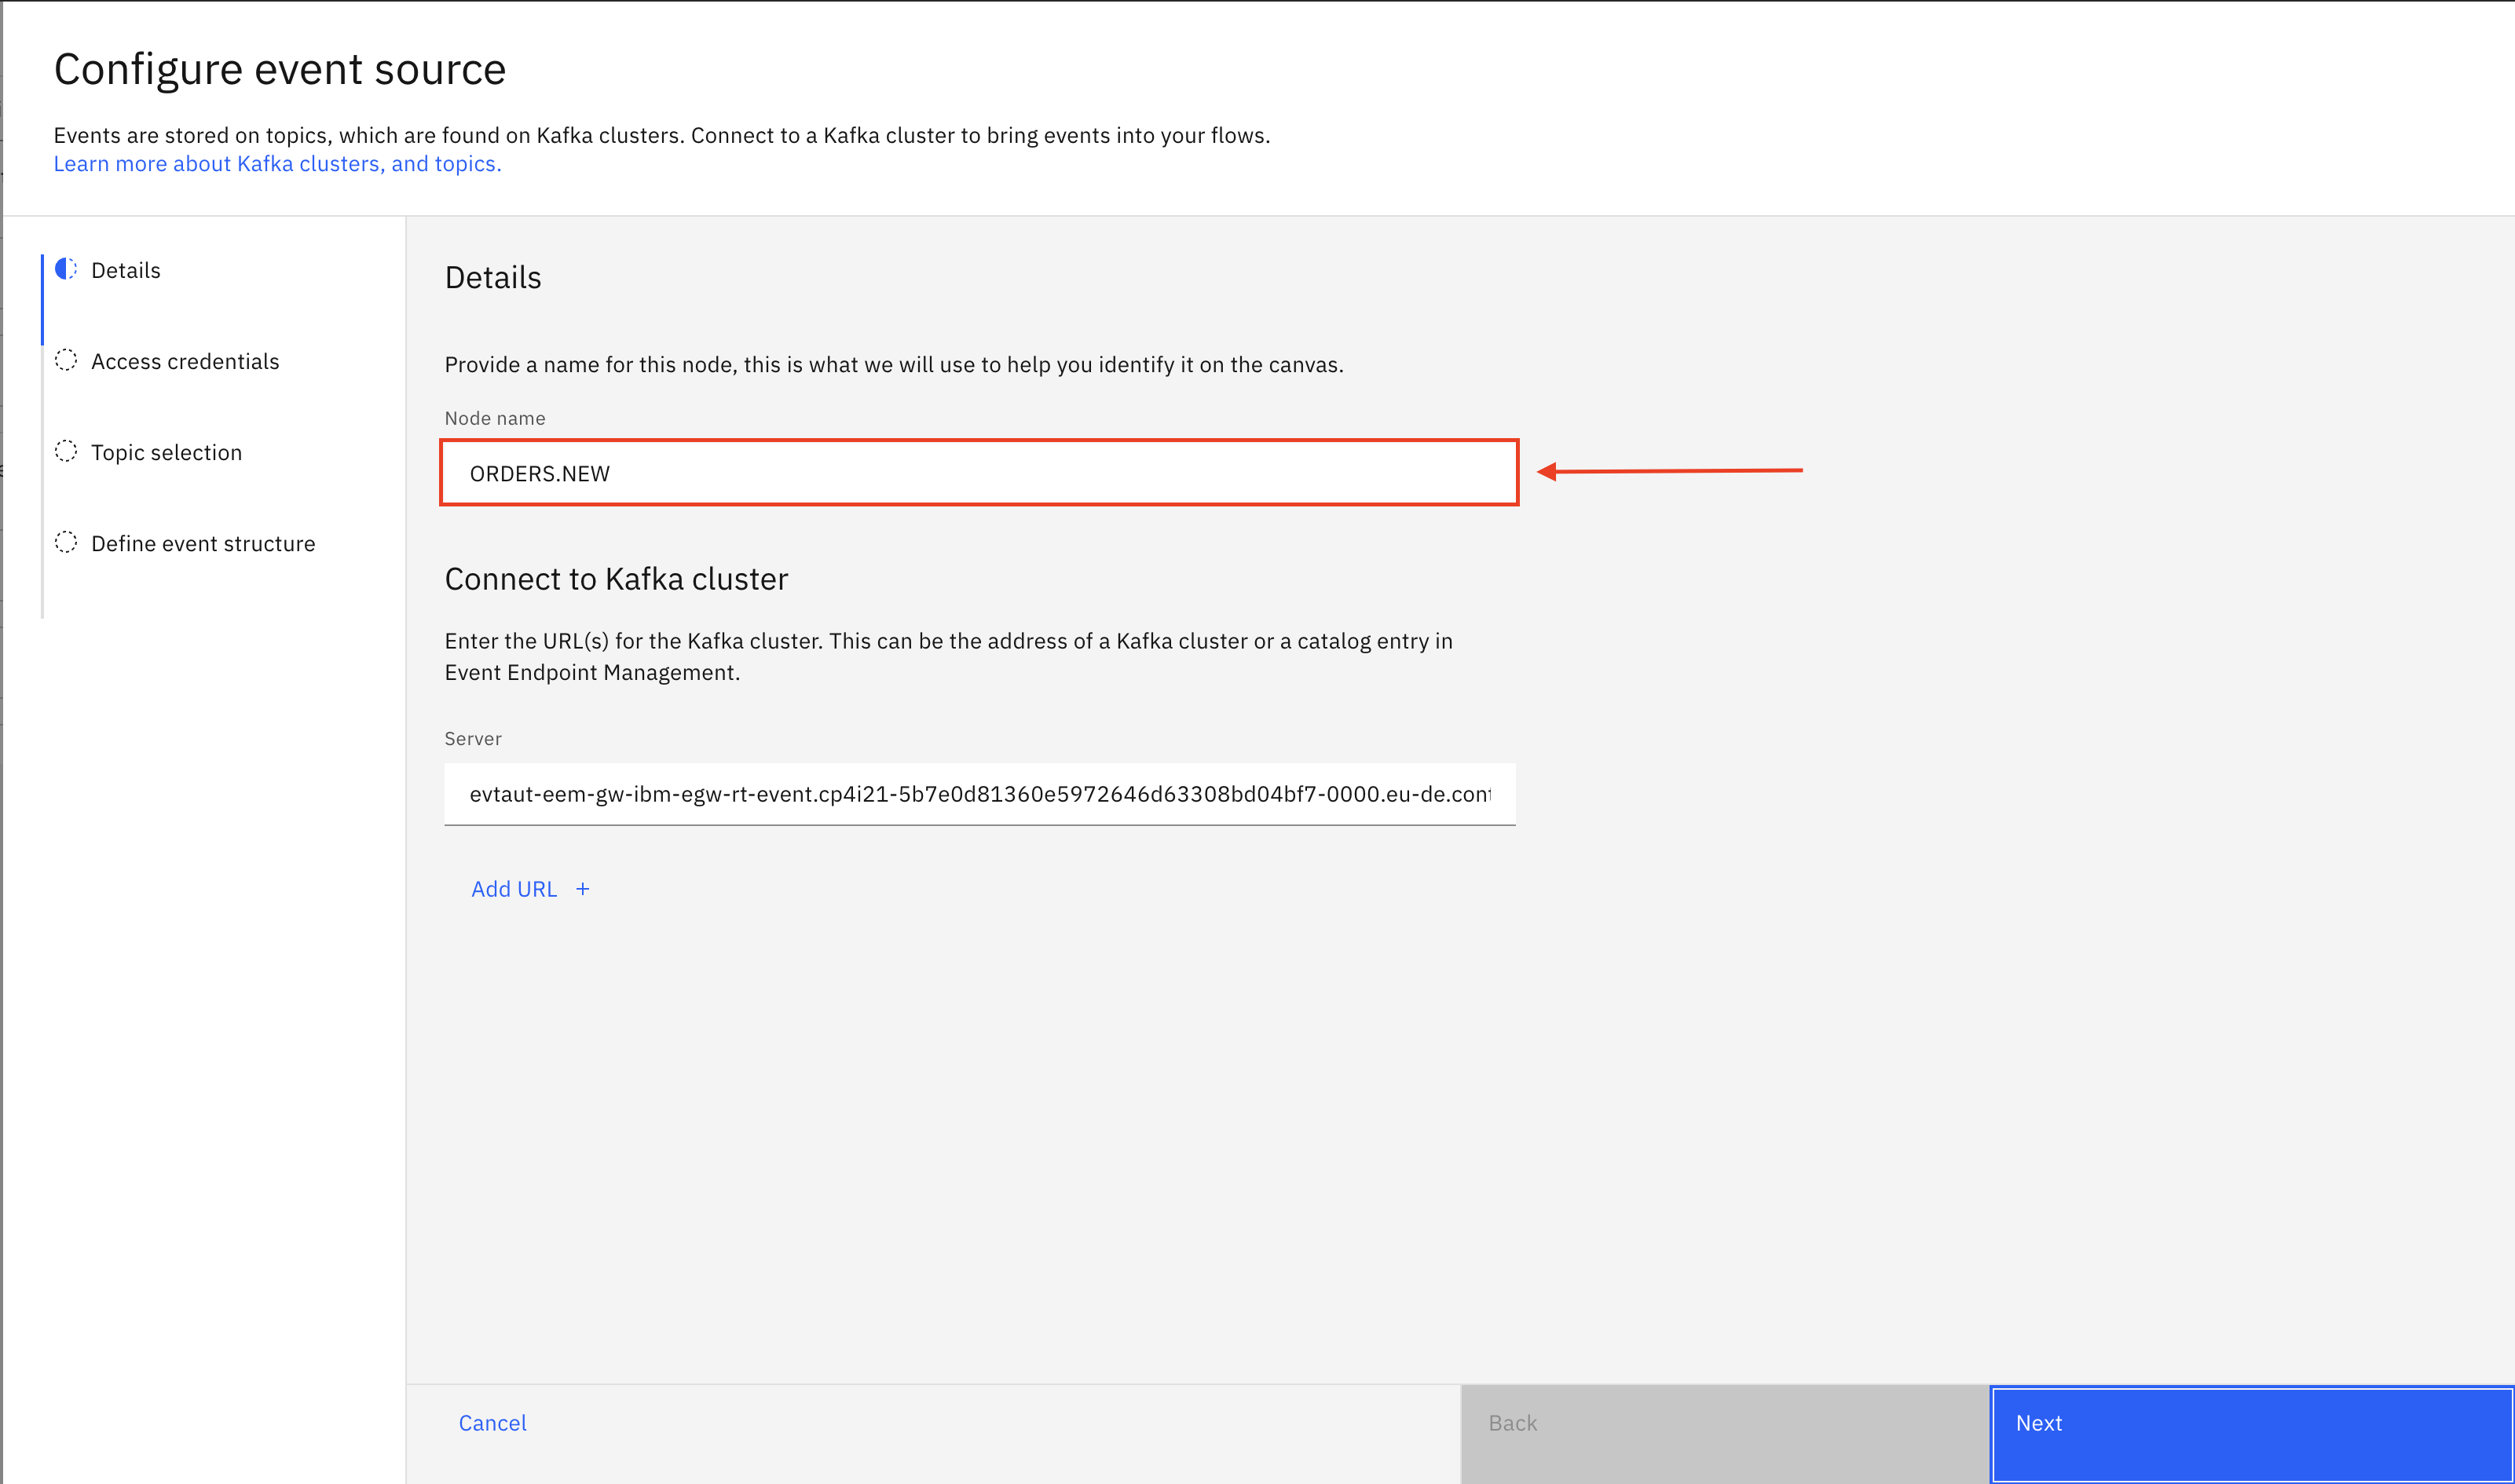 Configure event source
Events are stored on topics, which are found on Kafka clusters. Connect to a Kafka cluster to bring events into your flows.
Learn more about Kafka clusters, and topics.
Details
Access credentials
Topic selection
Define event structure
Details
Provide a name for this node, this is what we will use to help you identify it on the canvas.
Node name
ORDERS.NEW
Connect to Kafka cluster
Enter the URL(s) for the Kafka cluster. This can be the address of a Kafka cluster or a catalog entry in
Event Endpoint Management.
Server
evtaut-eem-gw-ibm-egw-rt-event.cp4i21-5b7e0d81360e5972646d63308bd04bf7-0000.eu-de.cont
Add URL +
Cancel
Back
Next